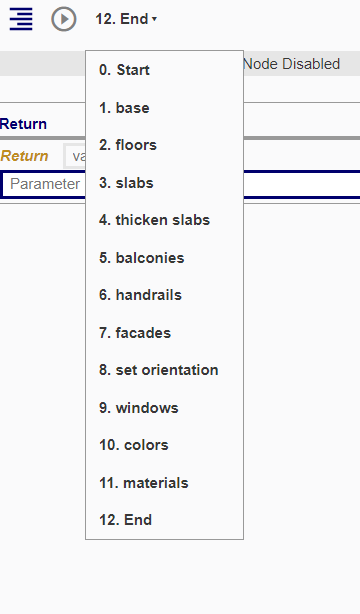 12. End
Node Disabled
Return
Return va
Parameter
0. Start
1. base
2. floors
3. slabs
4. thicken slabs
5. balconies
6. handrails
7. facades
8. set orientation
9. windows
10. colors
11. materials
12. End